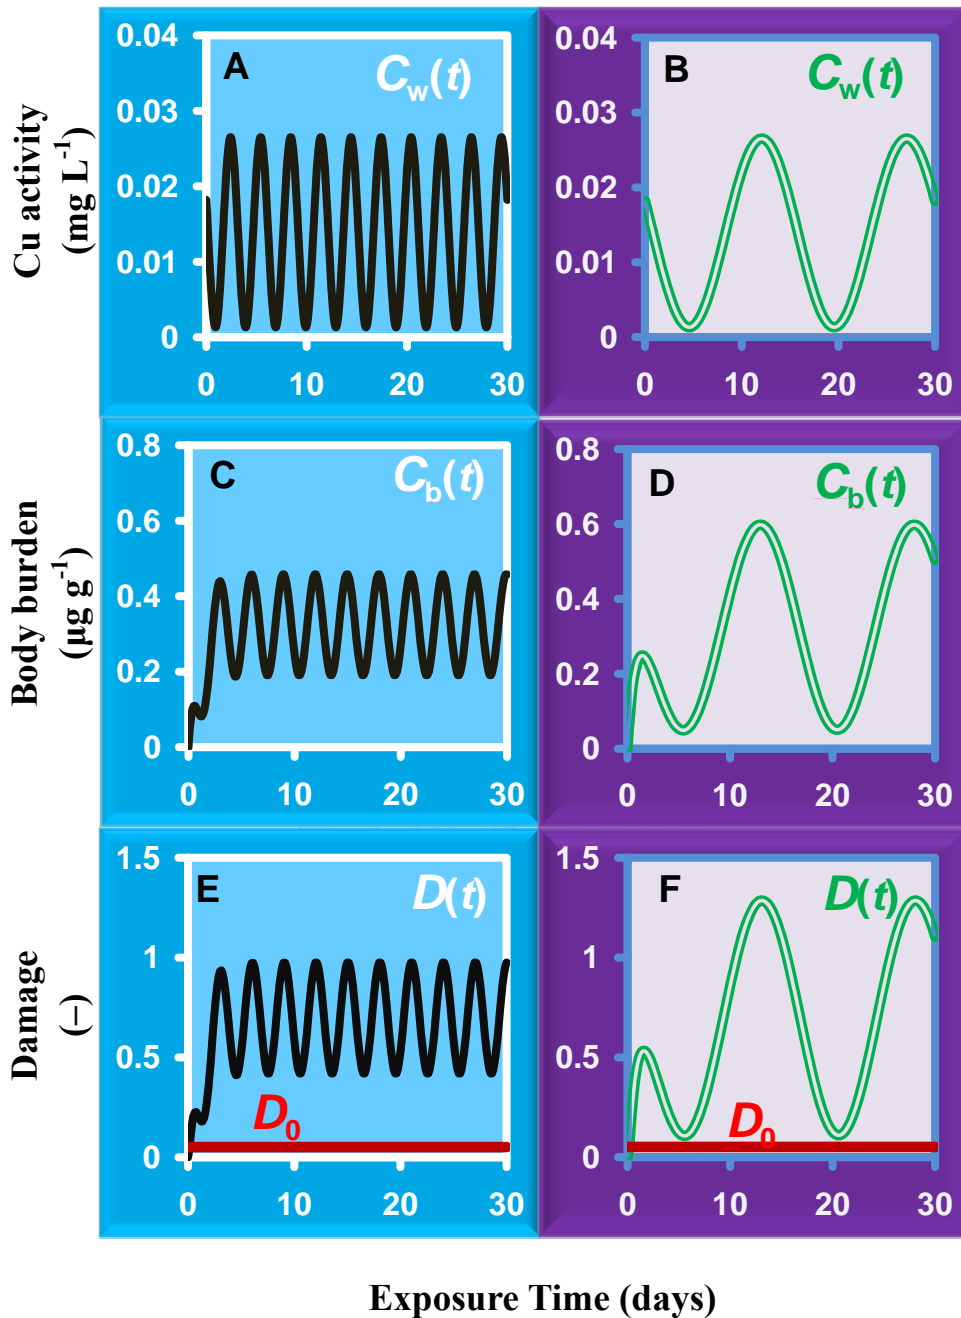 Cu activity
(mg L-1)
0.04
0.03
0.02
0.01
0
A
Cw(t)
0
10
20
30
0.04
0.03
0.02
0.01
0
B
Cw(t)
0
10
20
30
Body burden
(µg g-1)
0.8
0.6
0.4
0.2
0
C
Cb(t)
0
10
20
30
0.8
0.6
0.4
0.2
0
D
Cb(t)
0
10
20
30
Damage
(–)
1.5
1
0.5
0
E
D(t)
D0
0
10
20
30
1.5
1
0.5
0
F
D(t)
D0
0
10
20
30
Exposure Time (days)